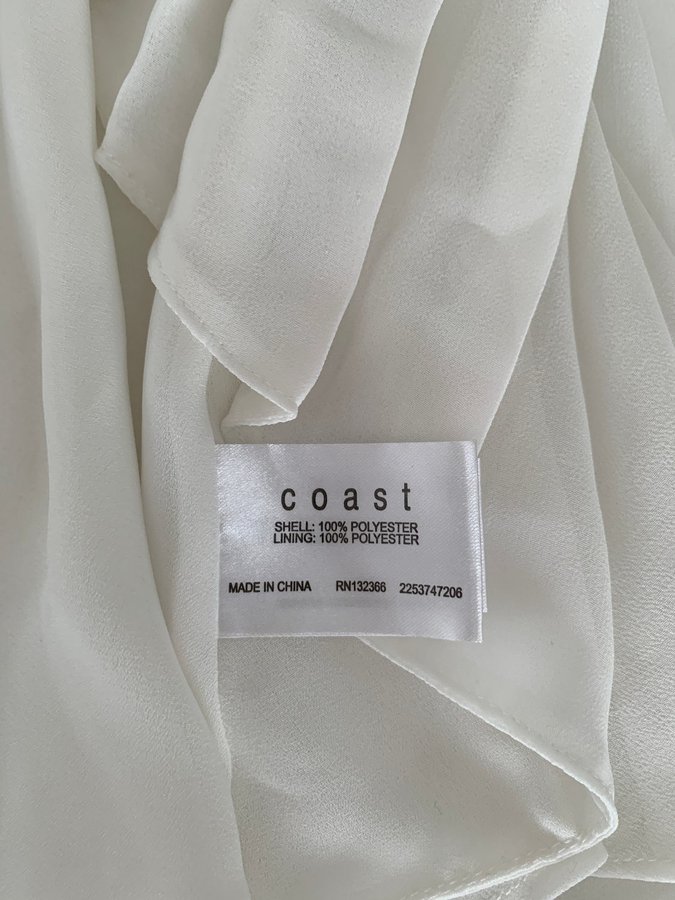 coast
SHELL: 100% POLYESTER
LINING: 100% POLYESTER
MADE IN CHINA RN132366 2253747206